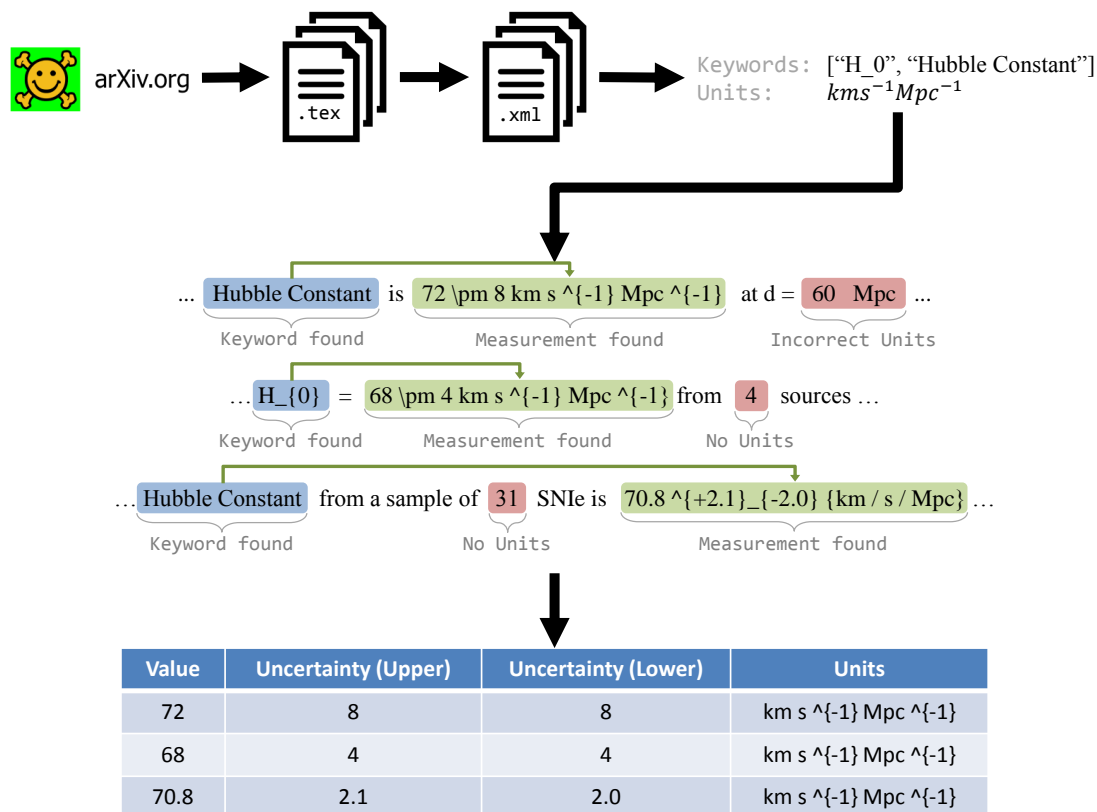 arXiv.org
.tex
.xml
Keywords: [“H_0”, “Hubble Constant”]
Units: kms⁻¹Mpc⁻¹
... Hubble Constant is 72 \pm 8 km s ^{-1} Mpc ^{-1} at d = 60 Mpc ...
Keyword found Measurement found Incorrect Units
...H_{0} = 68 \pm 4 km s ^{-1} Mpc ^{-1} from 4 sources ...
Keyword found Measurement found No Units
...Hubble Constant from a sample of 31 SNIe is 70.8 ^{+2.1}_{-2.0} {km / s / Mpc} ...
Keyword found No Units Measurement found
Value Uncertainty (Upper) Uncertainty (Lower) Units
72 8 8 km s ^{-1} Mpc ^{-1}
68 4 4 km s ^{-1} Mpc ^{-1}
70.8 2.1 2.0 km s ^{-1} Mpc ^{-1}